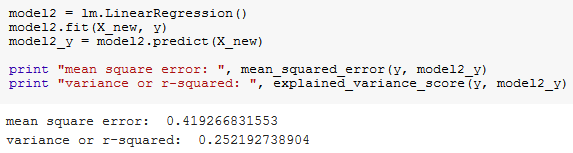 model2 = lm.LinearRegression()
model2.fit(X_new, y)
model2_y = model2.predict(X_new)
print "mean square error: ", mean_squared_error(y, model2_y)
print "variance or r-squared: ", explained_variance_score(y, model2_y)
mean square error:  0.419266831553
variance or r-squared:  0.252192738904